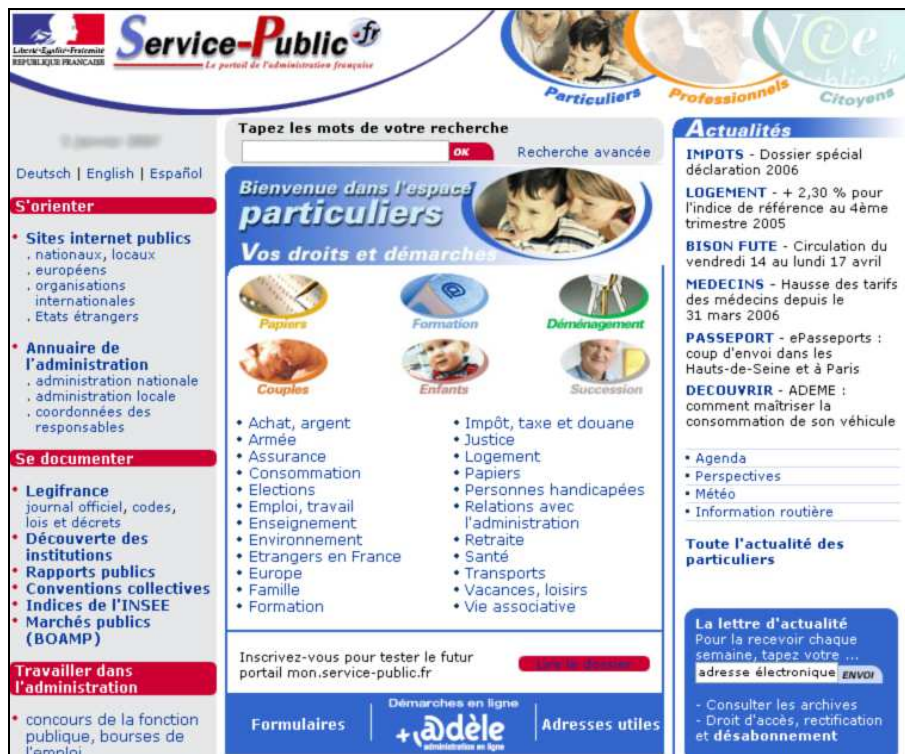 Liberté • Égalité • Fraternité
RÉPUBLIQUE FRANÇAISE
Service-Public.fr
Le portail de l'administration française
Particuliers
Professionnels
Citoyens
Deutsch | English | Español
S'orienter
• Sites internet publics
. nationaux, locaux
. européens
. organisations
internationales
. Etats étrangers
• Annuaire de
l'administration
. administration nationale
. administration locale
. coordonnées des
responsables
Se documenter
• Legifrance
journal officiel, codes,
lois et décrets
• Découverte des
institutions
• Rapports publics
• Conventions collectives
• Indices de l'INSEE
• Marchés publics
(BOAMP)
Travailler dans
l'administration
• concours de la fonction
publique, bourses de
l'emploi
Tapez les mots de votre recherche
OK
Recherche avancée
Bienvenue dans l'espace
particuliers
Vos droits et démarches
Papiers
Formation
Déménagement
Couples
Enfants
Succession
• Achat, argent
• Armée
• Assurance
• Consommation
• Elections
• Emploi, travail
• Enseignement
• Environnement
• Etrangers en France
• Europe
• Famille
• Formation
• Impôt, taxe et douane
• Justice
• Logement
• Papiers
• Personnes handicapées
• Relations avec
l'administration
• Retraite
• Santé
• Transports
• Vacances, loisirs
• Vie associative
Inscrivez-vous pour tester le futur
portail mon.service-public.fr
Lire le dossier
Formulaires
Démarches en ligne
+adèle
administration en ligne
Adresses utiles
Actualités
IMPOTS - Dossier spécial
déclaration 2006
LOGEMENT - + 2,30 % pour
l'indice de référence au 4ème
trimestre 2005
BISON FUTE - Circulation du
vendredi 14 au lundi 17 avril
MEDECINS - Hausse des tarifs
des médecins depuis le
31 mars 2006
PASSEPORT - ePasseports :
coup d'envoi dans les
Hauts-de-Seine et à Paris
DECOUVRIR - ADEME :
comment maîtriser la
consommation de son véhicule
• Agenda
• Perspectives
• Météo
• Information routière
Toute l'actualité des
particuliers
La lettre d'actualité
Pour la recevoir chaque
semaine, tapez votre ...
adresse électronique ENVOI
- Consulter les archives
- Droit d'accès, rectification
et désabonnement